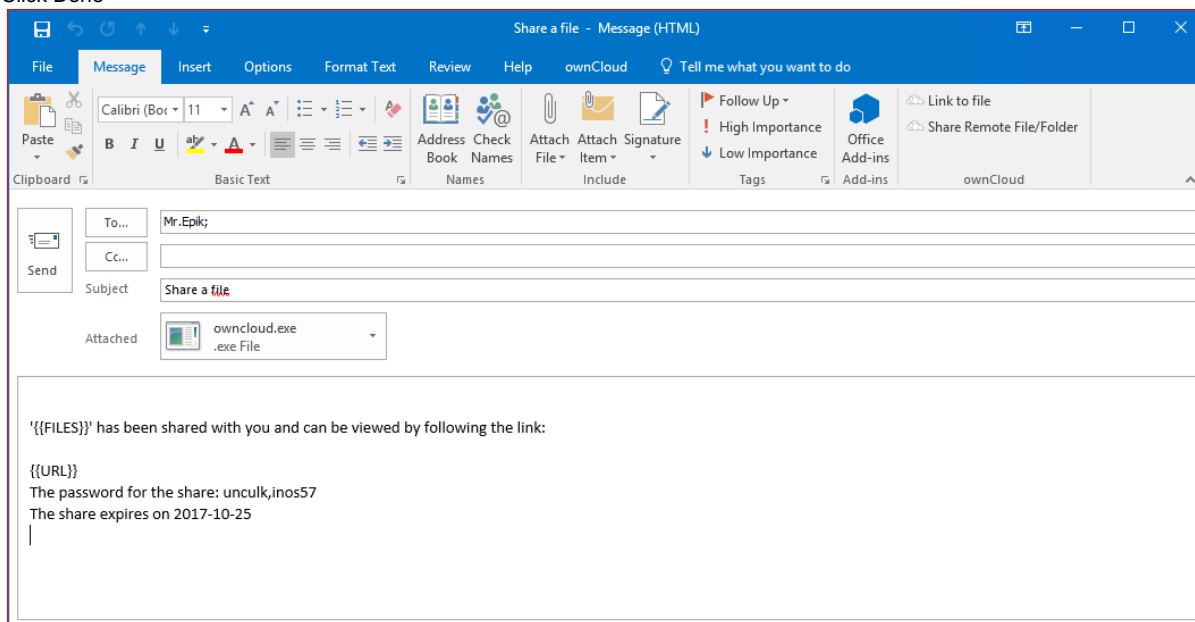 Click Done
Share a file - Message (HTML)
File Message Insert Options Format Text Review Help ownCloud Tell me what you want to do
Calibri (Boc 11
Paste
B I U
Address Book
Check Names
Attach File
Attach Item
Signature
Follow Up
High Importance
Low Importance
Office Add-ins
Link to file
Share Remote File/Folder
Clipboard Basic Text Names Include Tags Add-ins ownCloud
Send
To... Mr.Epik;
Cc...
Subject Share a file
Attached owncloud.exe
.exe File
'{{FILES}}' has been shared with you and can be viewed by following the link:
{{URL}}
The password for the share: unculk,inos57
The share expires on 2017-10-25